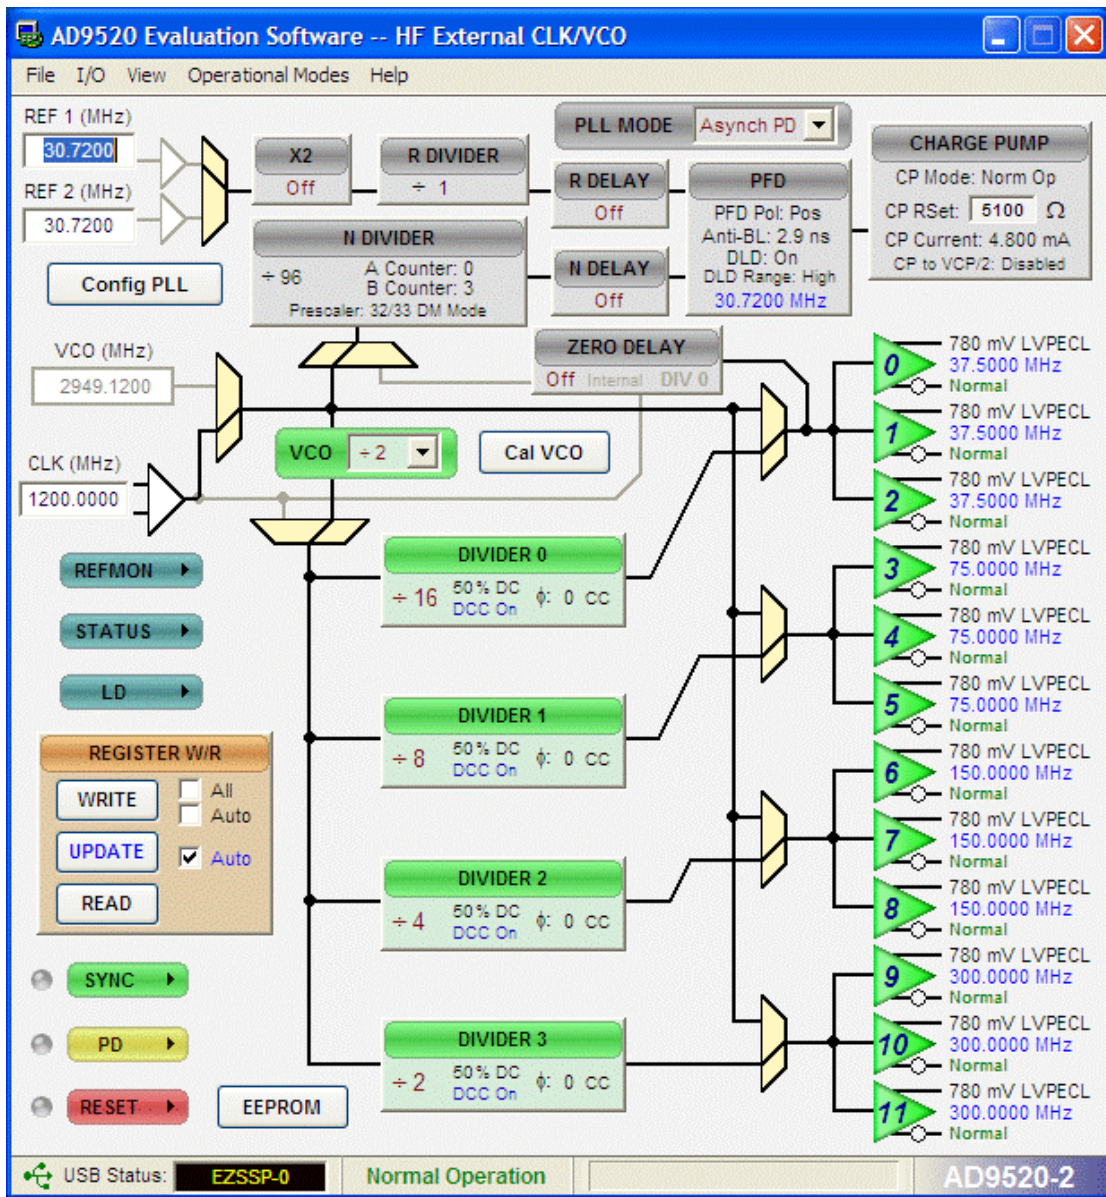 AD9520 Evaluation Software -- HF External CLK/VCO
File I/O View Operational Modes Help
REF 1 (MHz)
30.7200
REF 2 (MHz)
30.7200
Config PLL
X2
Off
R DIVIDER
÷ 1
PLL MODE Asynch PD
R DELAY
Off
N DIVIDER
÷ 96
A Counter: 0
B Counter: 3
Prescaler: 32/33 DM Mode
N DELAY
Off
PFD
PFD Pol: Pos
Anti-BL: 2.9 ns
DLD: On
DLD Range: High
30.7200 MHz
CHARGE PUMP
CP Mode: Norm Op
CP RSet: 5100 Ω
CP Current: 4.800 mA
CP to VCP/2: Disabled
VCO (MHz)
2949.1200
ZERO DELAY
Off Internal DIV 0
CLK (MHz)
1200.0000
VCO ÷ 2
Cal VCO
REFMON
STATUS
LD
DIVIDER 0
÷ 16 50% DC ϕ: 0 CC
DCC On
DIVIDER 1
÷ 8 50% DC ϕ: 0 CC
DCC On
DIVIDER 2
÷ 4 50% DC ϕ: 0 CC
DCC On
DIVIDER 3
÷ 2 50% DC ϕ: 0 CC
DCC On
0
780 mV LVPECL
37.5000 MHz
Normal
1
780 mV LVPECL
37.5000 MHz
Normal
2
780 mV LVPECL
37.5000 MHz
Normal
3
780 mV LVPECL
75.0000 MHz
Normal
4
780 mV LVPECL
75.0000 MHz
Normal
5
780 mV LVPECL
75.0000 MHz
Normal
6
780 mV LVPECL
150.0000 MHz
Normal
7
780 mV LVPECL
150.0000 MHz
Normal
8
780 mV LVPECL
150.0000 MHz
Normal
9
780 mV LVPECL
300.0000 MHz
Normal
10
780 mV LVPECL
300.0000 MHz
Normal
11
780 mV LVPECL
300.0000 MHz
Normal
REGISTER W/R
WRITE
All
Auto
UPDATE
Auto
READ
SYNC
PD
RESET
EEPROM
USB Status: EZSSP-0 Normal Operation AD9520-2